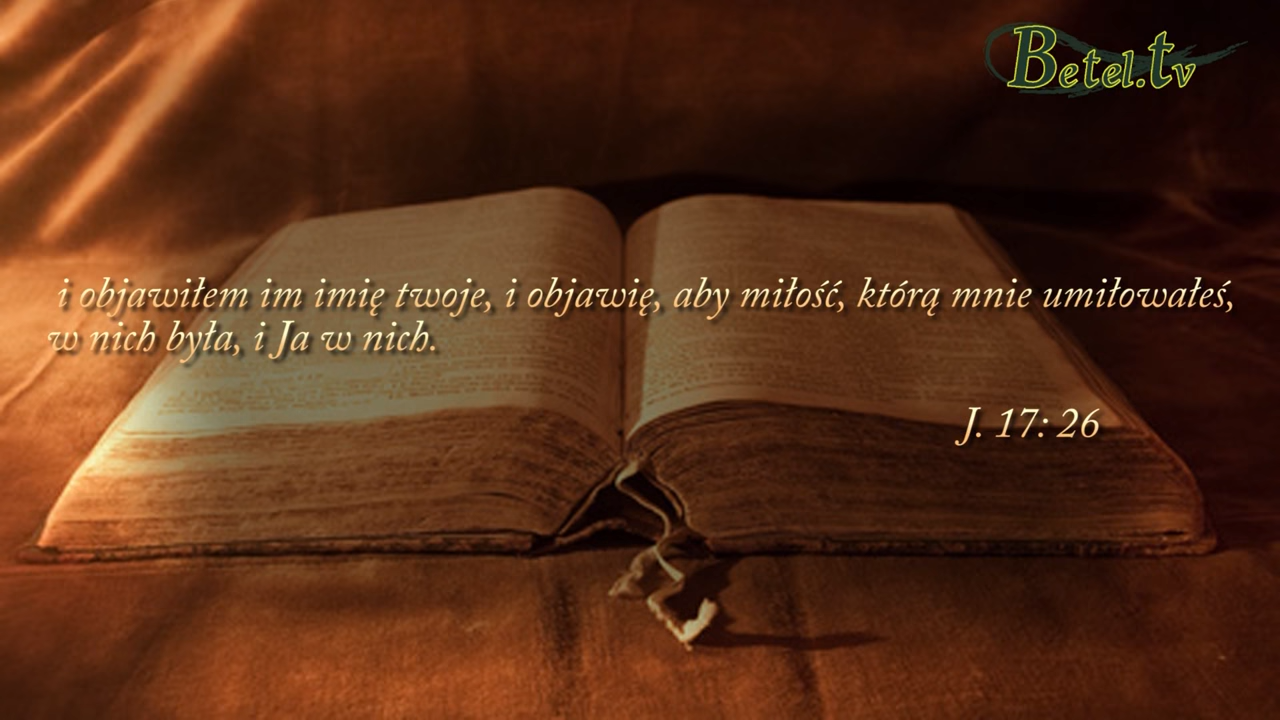 Betel.tv
i objawiłem im imię twoje, i objawię, aby miłość, którą mnie umiłowałeś,
w nich była, i Ja w nich.
J. 17: 26